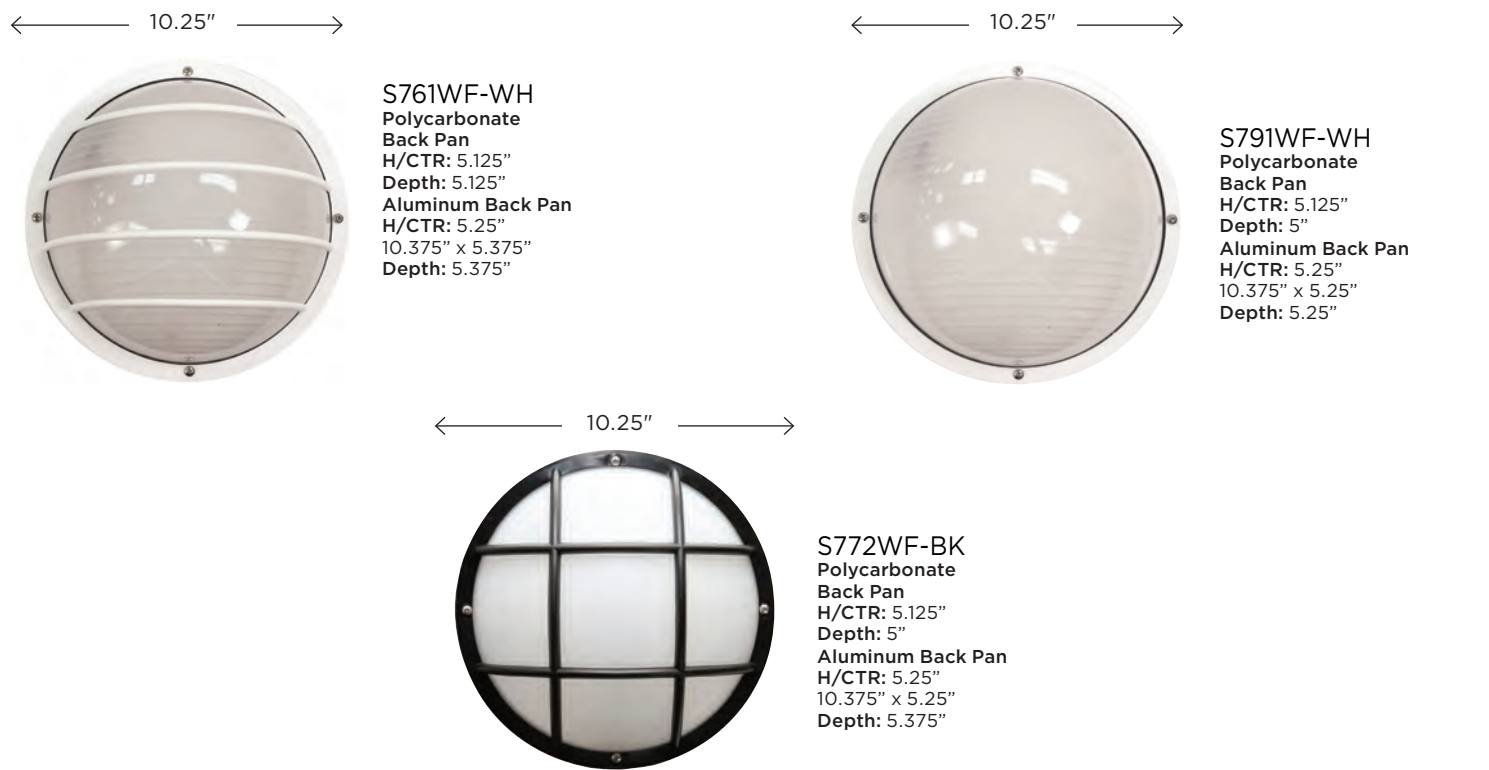 10.25"
S761WF-WH
Polycarbonate
Back Pan
H/CTR: 5.125”
Depth: 5.125”
Aluminum Back Pan
H/CTR: 5.25”
10.375” x 5.375”
Depth: 5.375”
10.25"
S791WF-WH
Polycarbonate
Back Pan
H/CTR: 5.125”
Depth: 5”
Aluminum Back Pan
H/CTR: 5.25”
10.375” x 5.25”
Depth: 5.25”
10.25"
S772WF-BK
Polycarbonate
Back Pan
H/CTR: 5.125”
Depth: 5”
Aluminum Back Pan
H/CTR: 5.25”
10.375” x 5.25”
Depth: 5.375”